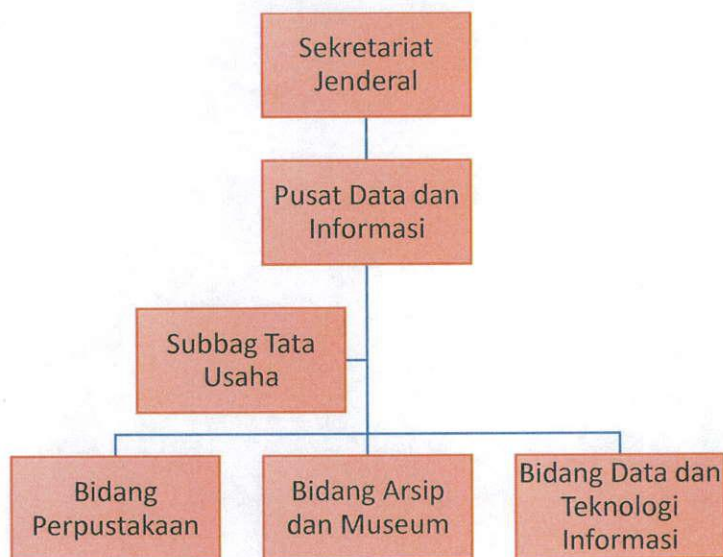 Sekretariat
Jenderal
Pusat Data dan
Informasi
Subbag Tata
Usaha
Bidang
Perpustakaan
Bidang Arsip
dan Museum
Bidang Data dan
Teknologi
Informasi